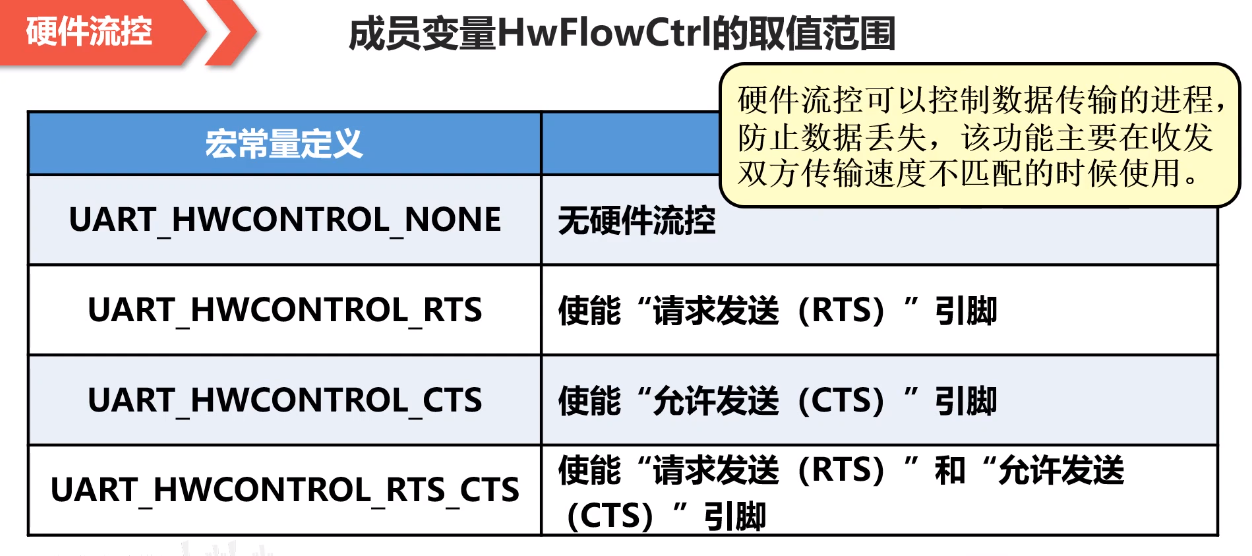 硬件流控
成员变量HwFlowCtrl的取值范围
硬件流控可以控制数据传输的进程，
防止数据丢失，该功能主要在收发
双方传输速度不匹配的时候使用。
宏常量定义
UART_HWCONTROL_NONE
无硬件流控
UART_HWCONTROL_RTS
使能“请求发送（RTS）”引脚
UART_HWCONTROL_CTS
使能“允许发送（CTS）”引脚
UART_HWCONTROL_RTS_CTS
使能“请求发送（RTS）”和“允许发送
（CTS）”引脚